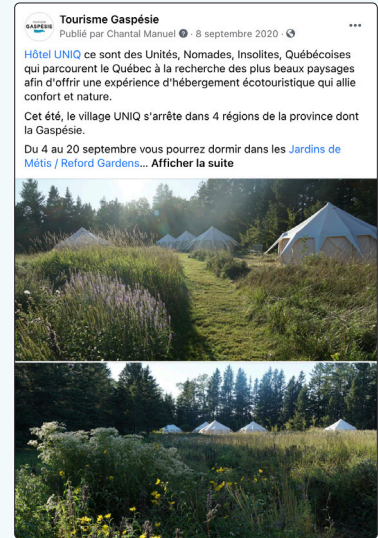 GASPÉSIE
Tourisme Gaspésie
Publié par Chantal Manuel · 8 septembre 2020 ·
Hôtel UNIQ ce sont des Unités, Nomades, Insolites, Québécoises
qui parcourent le Québec à la recherche des plus beaux paysages
afin d'offrir une expérience d'hébergement écotouristique qui allie
confort et nature.
Cet été, le village UNIQ s'arrête dans 4 régions de la province dont
la Gaspésie.
Du 4 au 20 septembre vous pourrez dormir dans les Jardins de
Métis / Reford Gardens... Afficher la suite